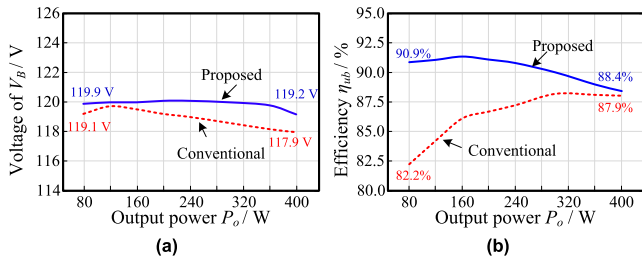 126
124
122
120
118
116
114
Voltage of V_B / V
119.9 V
Proposed
119.2 V
119.1 V
Conventional
117.9 V
80 160 240 320 400
Output power P_o / W
(a)
95.0
92.5
90.0
87.5
85.0
82.5
80.0
Efficiency η_ub / %
90.9%
Proposed
88.4%
87.9%
Conventional
82.2%
80 160 240 320 400
Output power P_o / W
(b)